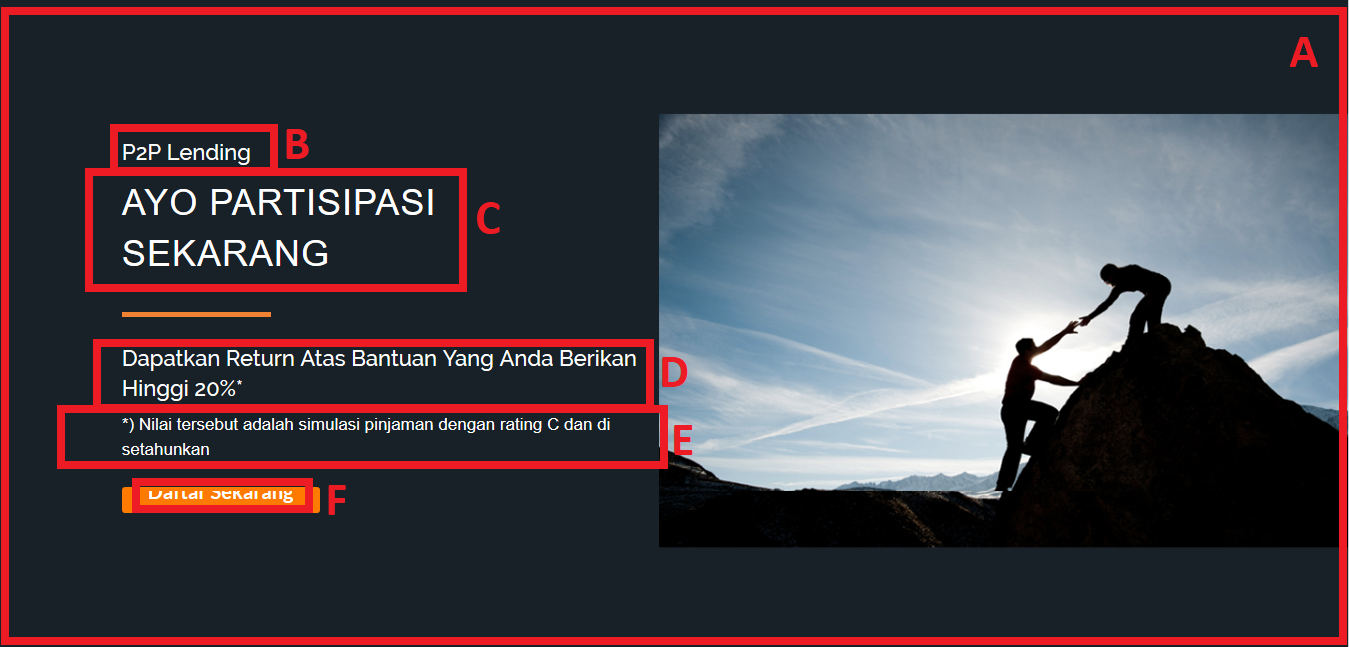 A
P2P Lending
B
AYO PARTISIPASI
SEKARANG
C
Dapatkan Return Atas Bantuan Yang Anda Berikan
Hinggi 20%*
D
*) Nilai tersebut adalah simulasi pinjaman dengan rating C dan di
setahunkan
E
Daftar Sekarang
F